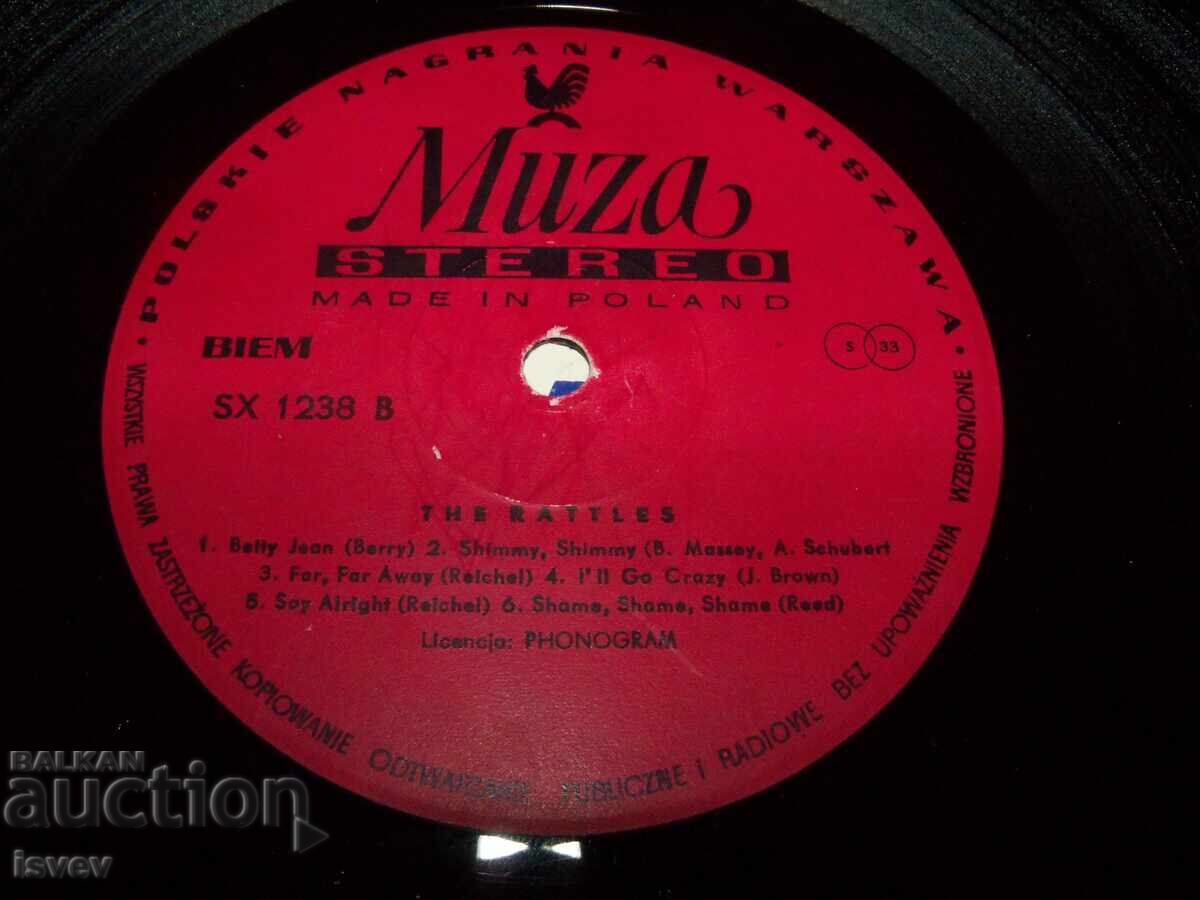 POLSKIE NAGRANIA WARSZAWA
Muza
STEREO
MADE IN POLAND
BIEM
S 33
SX 1238 B
THE RATTLES
1. Betty Jean (Berry) 2. Shimmy, Shimmy (B. Massey, A. Schubert
3. Far, Far Away (Reichel) 4. I'll Go Crazy (J. Brown)
5. Say Alright (Reichel) 6. Shame, Shame, Shame (Reed)
Licencja: PHONOGRAM
• WSZYSTKIE PRAWA ZASTRZEŻONE KOPIOWANIE ODTWARZANIE PUBLICZNE I RADIOWE BEZ UPOWAŻNIENIA WZBRONIONE •
BALKAN
auction
isvev